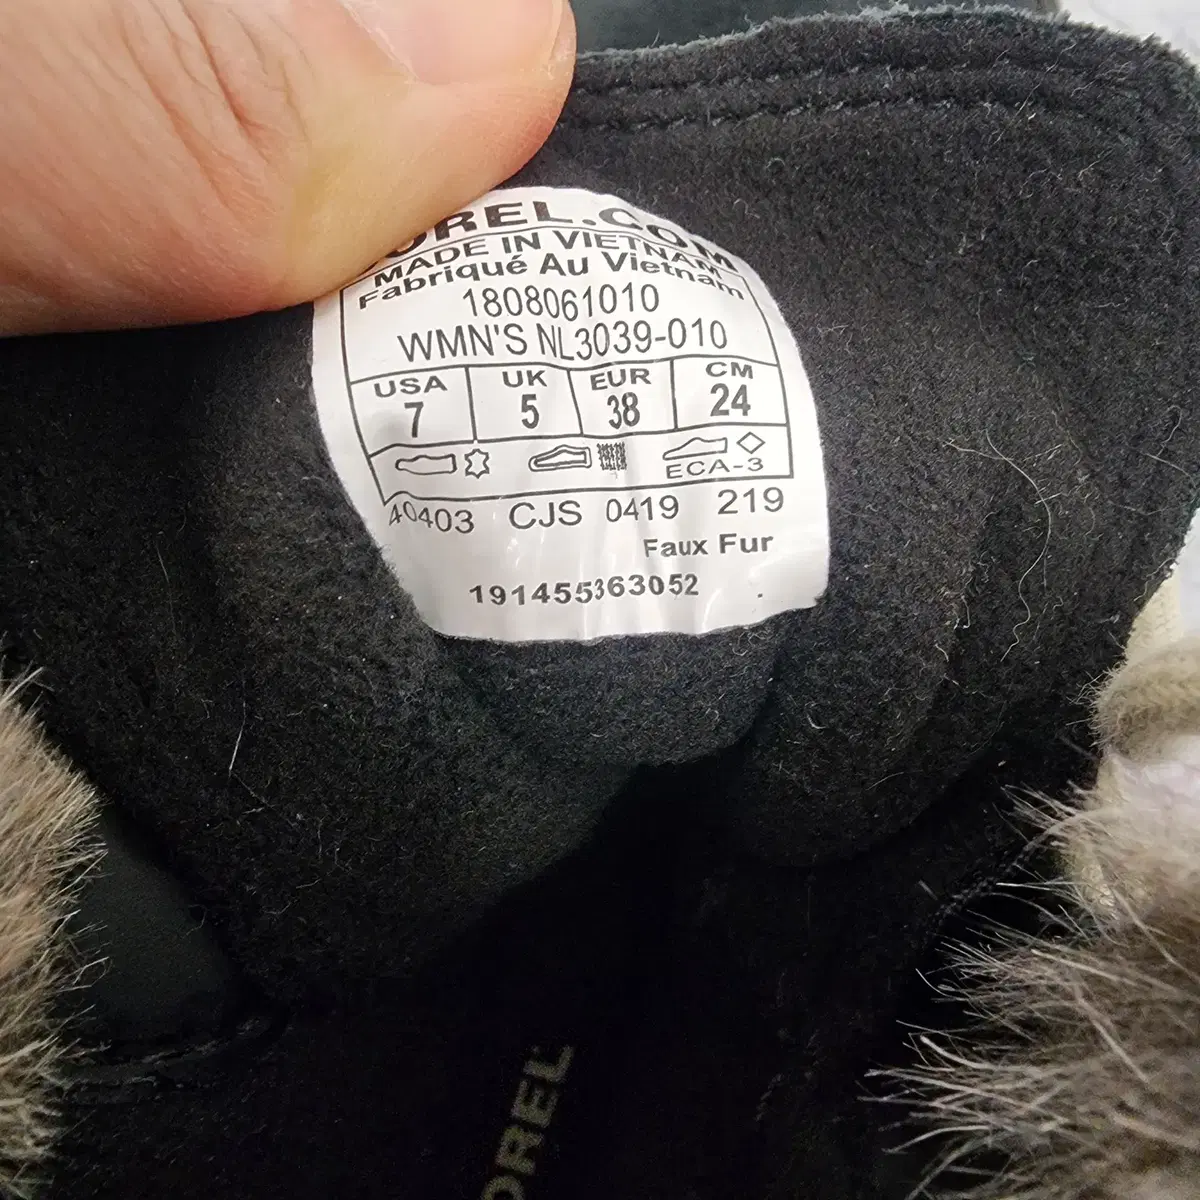 OREL.COM
MADE IN VIETNAM
Fabriqué Au Vietnam
1808061010
WMN'S NL3039-010
USA UK EUR CM
7 5 38 24
ECA-3
40403 CJS 0419 219
Faux Fur
191455363052
OREL